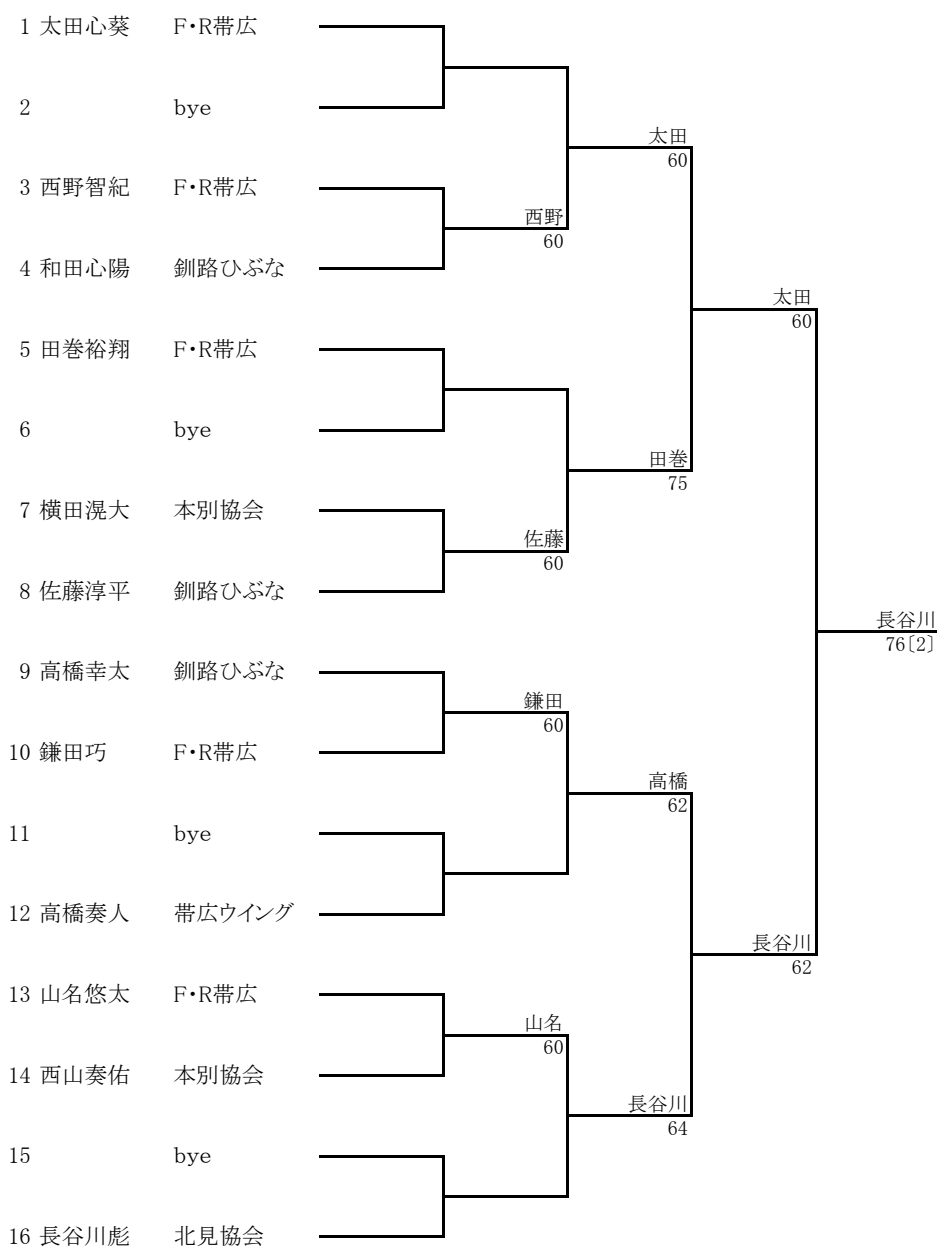 1 太田心葵 F・R帯広
2 bye
太田
60
3 西野智紀 F・R帯広
西野
60
4 和田心陽 釧路ひぶな
太田
60
5 田巻裕翔 F・R帯広
6 bye
田巻
75
7 横田滉大 本別協会
佐藤
60
8 佐藤淳平 釧路ひぶな
長谷川
76〔2〕
9 高橋幸太 釧路ひぶな
鎌田
60
10 鎌田巧 F・R帯広
高橋
62
11 bye
12 高橋奏人 帯広ウイング
長谷川
62
13 山名悠太 F・R帯広
山名
60
14 西山奏佑 本別協会
長谷川
64
15 bye
16 長谷川彪 北見協会